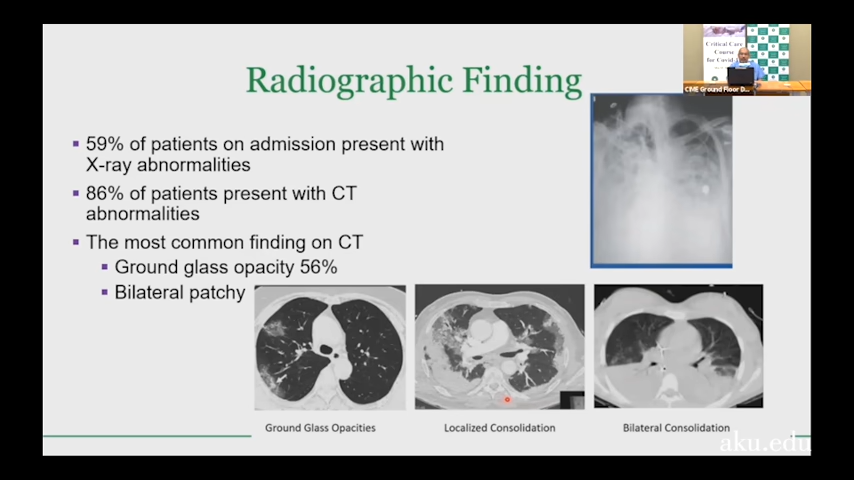 Radiographic Finding
59% of patients on admission present with
X-ray abnormalities
86% of patients present with CT
abnormalities
The most common finding on CT
Ground glass opacity 56%
Bilateral patchy
Ground Glass Opacities
Localized Consolidation
Bilateral Consolidation
Critical Care
Course
for Covid-
CME Ground Floor D...
aku.edu